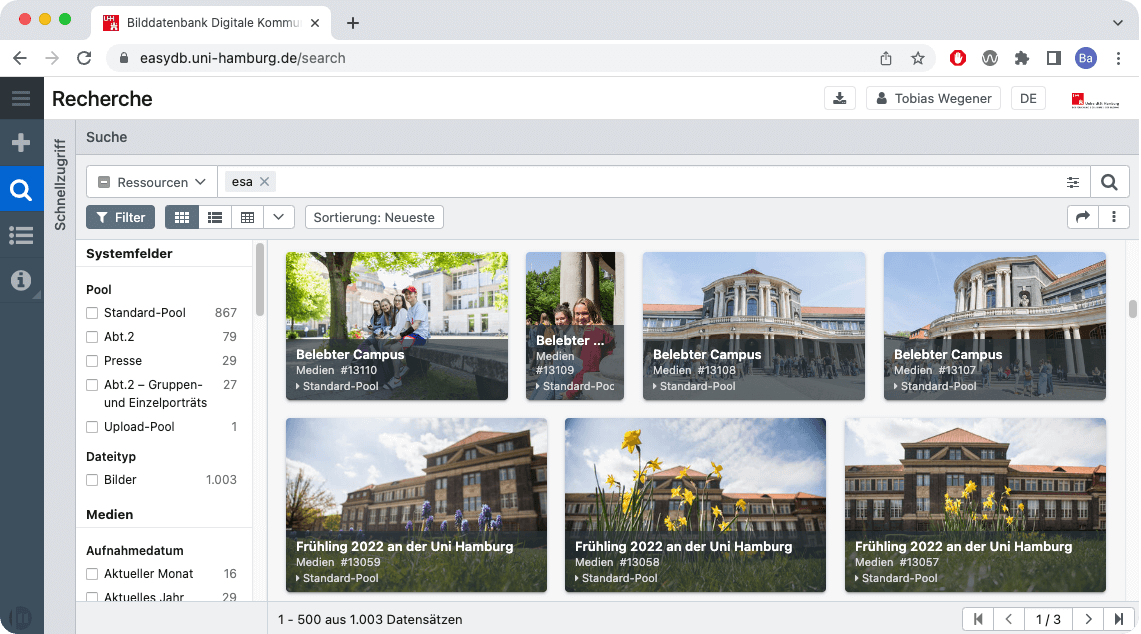 Bilddatenbank Digitale Kommu
easydb.uni-hamburg.de/search
Ba
Recherche
Tobias Wegener
DE
Universität Hamburg
Schnellzugriff
Suche
Ressourcen
esa
Filter
Sortierung: Neueste
Systemfelder
Pool
Standard-Pool 867
Abt.2 79
Presse 29
Abt.2 – Gruppen- 27
und Einzelporträts
Upload-Pool 1
Dateityp
Bilder 1.003
Medien
Aufnahmedatum
Aktueller Monat 16
Aktuelles Jahr 29
Belebter Campus
Medien #13110
Standard-Pool
Belebter ...
Medien
#13109
Standard-Poo
Belebter Campus
Medien #13108
Standard-Pool
Belebter Campus
Medien #13107
Standard-Pool
Frühling 2022 an der Uni Hamburg
Medien #13059
Standard-Pool
Frühling 2022 an der Uni Hamburg
Medien #13058
Standard-Pool
Frühling 2022 an der Uni Hamburg
Medien #13057
Standard-Pool
1 - 500 aus 1.003 Datensätzen
1 / 3